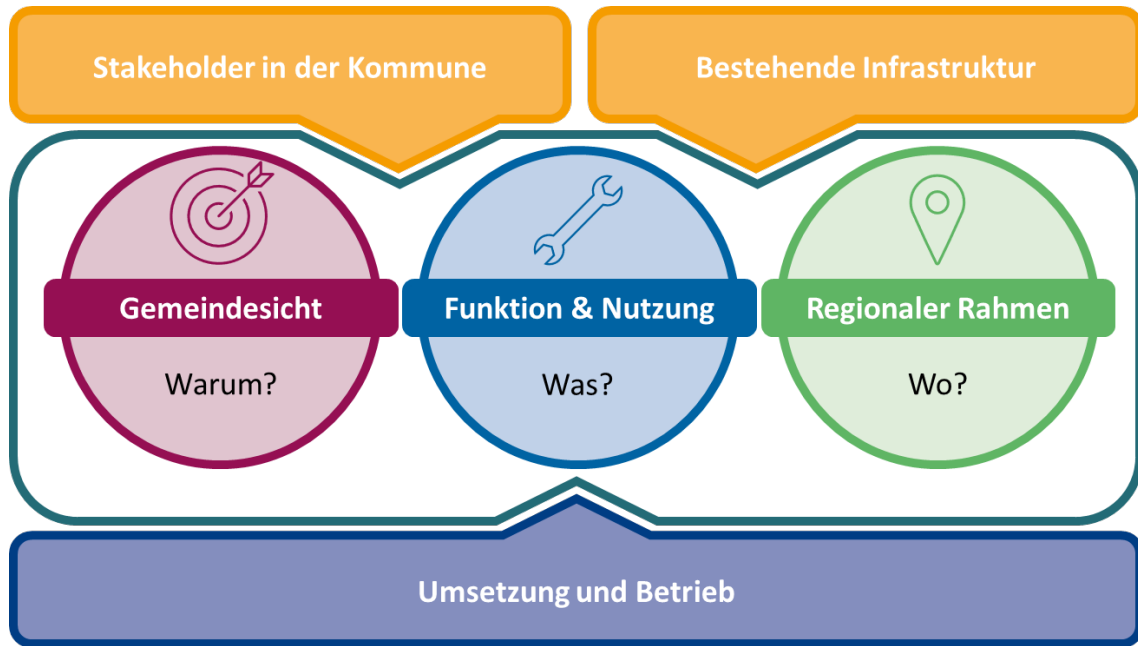 Stakeholder in der Kommune
Bestehende Infrastruktur
Gemeindesicht
Warum?
Funktion & Nutzung
Was?
Regionaler Rahmen
Wo?
Umsetzung und Betrieb